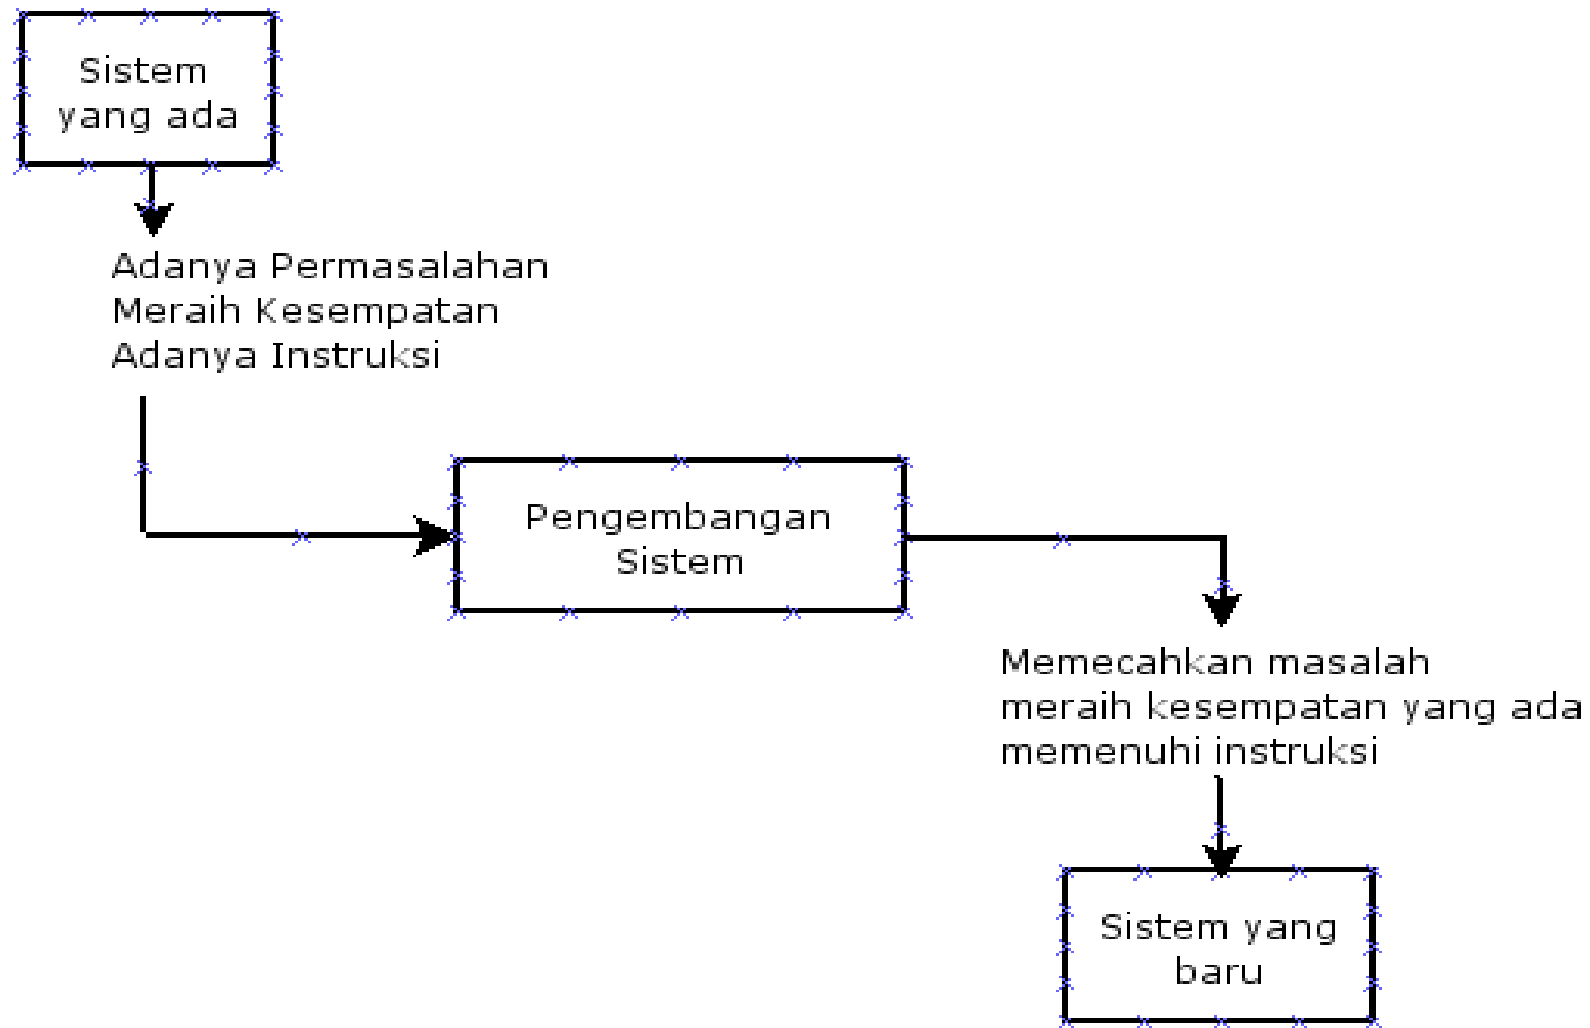 Sistem
yang ada
Adanya Permasalahan
Meraih Kesempatan
Adanya Instruksi
Pengembangan
Sistem
Memecahkan masalah
meraih kesempatan yang ada
memenuhi instruksi
Sistem yang
baru